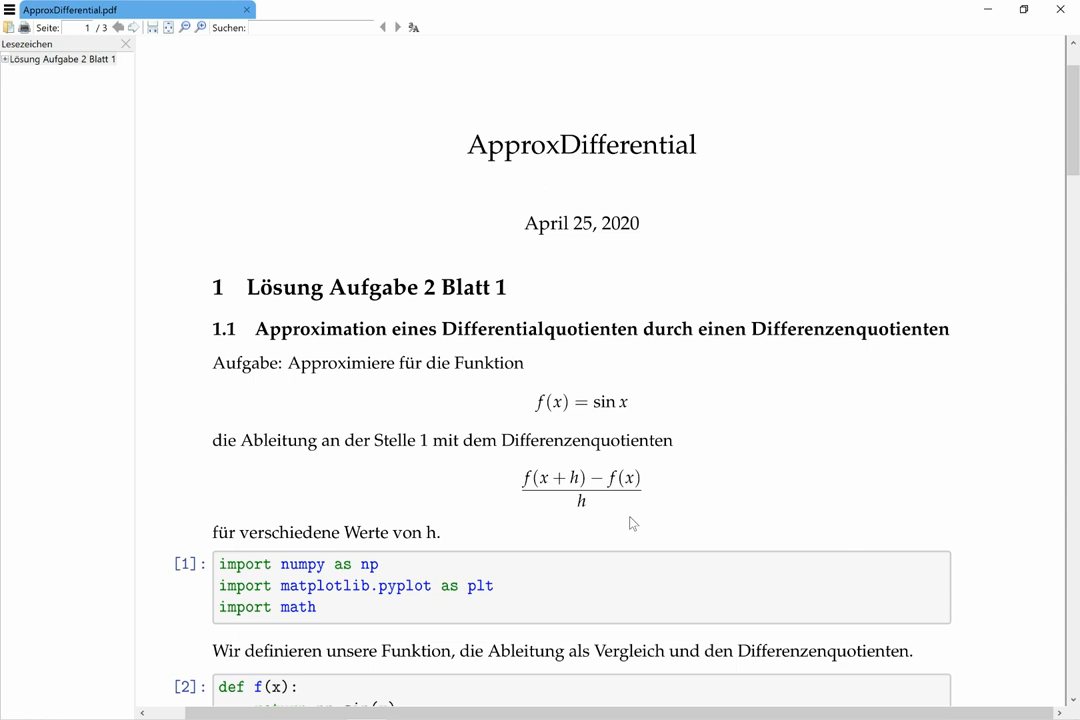 ApproxDifferential.pdf
Seite: 1 / 3 Suchen:
Lesezeichen
Lösung Aufgabe 2 Blatt 1
ApproxDifferential
April 25, 2020
1 Lösung Aufgabe 2 Blatt 1
1.1 Approximation eines Differentialquotienten durch einen Differenzenquotienten
Aufgabe: Approximiere für die Funktion
f(x) = sin x
die Ableitung an der Stelle 1 mit dem Differenzenquotienten
f(x + h) − f(x)
h
für verschiedene Werte von h.
[1]: import numpy as np
import matplotlib.pyplot as plt
import math
Wir definieren unsere Funktion, die Ableitung als Vergleich und den Differenzenquotienten.
[2]: def f(x):